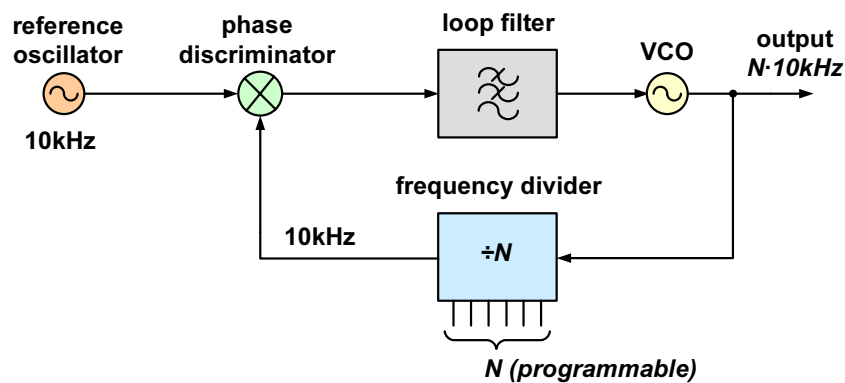 reference
oscillator
10kHz
phase
discriminator
loop filter
VCO
output
N·10kHz
frequency divider
10kHz
÷N
N (programmable)